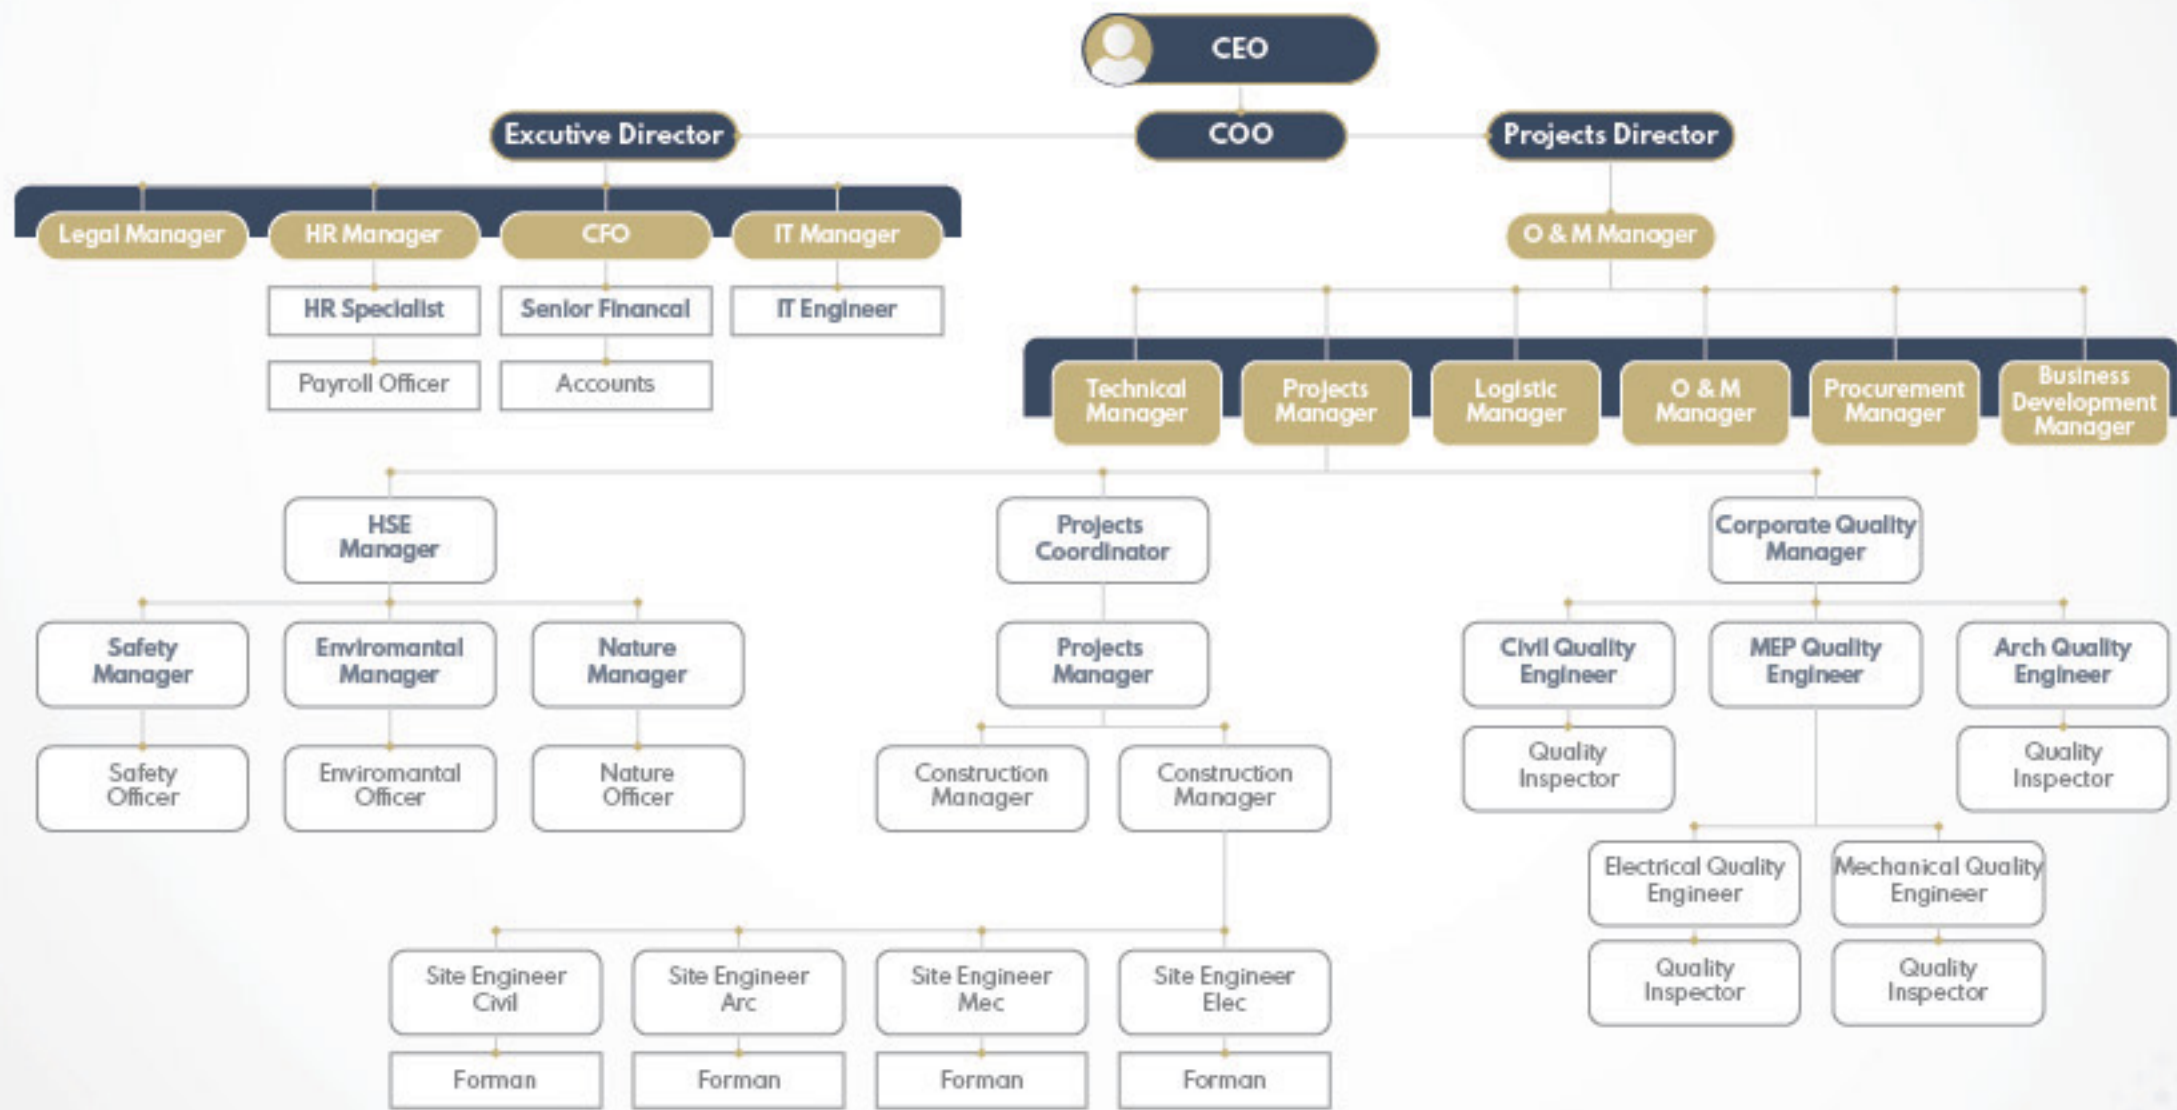 CEO
Excutive Director
COO
Projects Director
Legal Manager
HR Manager
CFO
IT Manager
O & M Manager
HR Specialist
Senior Financal
IT Engineer
Payroll Officer
Accounts
Technical
Manager
Projects
Manager
Logistic
Manager
O & M
Manager
Procurement
Manager
Business
Development
Manager
HSE
Manager
Projects
Coordinator
Corporate Quality
Manager
Safety
Manager
Enviromantal
Manager
Nature
Manager
Projects
Manager
Civil Quality
Engineer
MEP Quality
Engineer
Arch Quality
Engineer
Safety
Officer
Enviromantal
Officer
Nature
Officer
Construction
Manager
Construction
Manager
Quality
Inspector
Quality
Inspector
Electrical Quality
Engineer
Mechanical Quality
Engineer
Site Engineer
Civil
Site Engineer
Arc
Site Engineer
Mec
Site Engineer
Elec
Quality
Inspector
Quality
Inspector
Forman
Forman
Forman
Forman